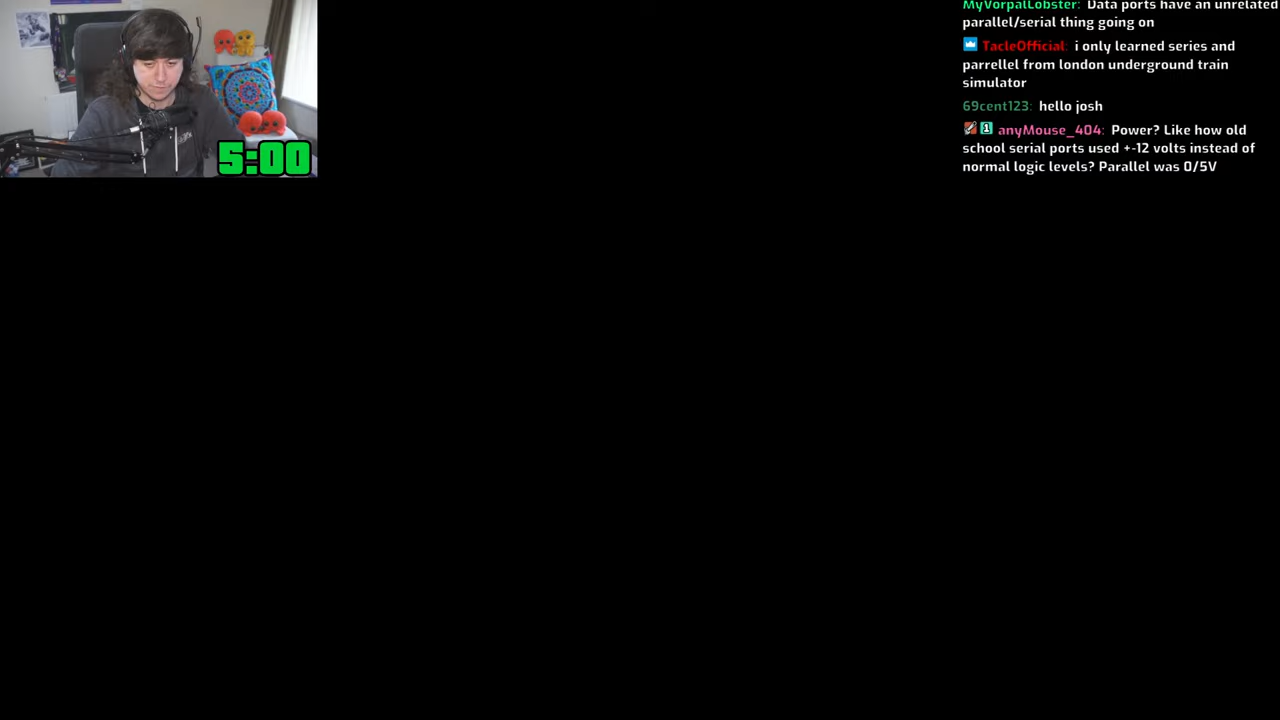 MyVorpalLobster: Data ports have an unrelated
parallel/serial thing going on
TacleOfficial: i only learned series and
parrellel from london underground train
simulator
69cent123: hello josh
1 anyMouse_404: Power? Like how old
school serial ports used +-12 volts instead of
normal logic levels? Parallel was 0/5V
5:00